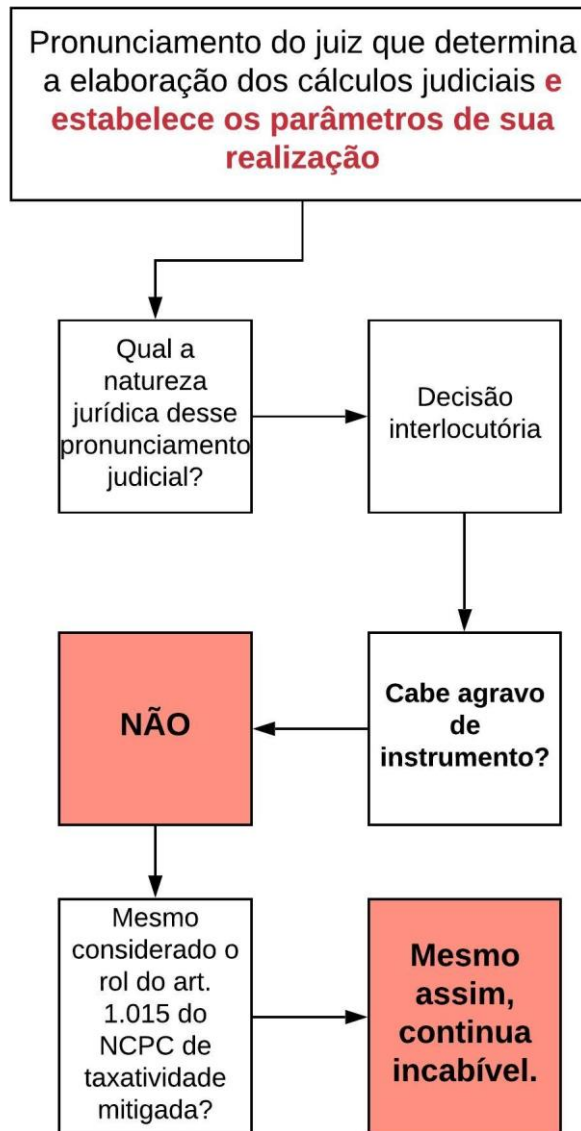 Pronunciamento do juiz que determina
a elaboração dos cálculos judiciais e
estabelece os parâmetros de sua
realização
Qual a
natureza
jurídica desse
pronunciamento
judicial?
Decisão
interlocutória
Cabe agravo
de
instrumento?
NÃO
Mesmo
considerado o
rol do art.
1.015 do
NCPC de
taxatividade
mitigada?
Mesmo
assim,
continua
incabível.